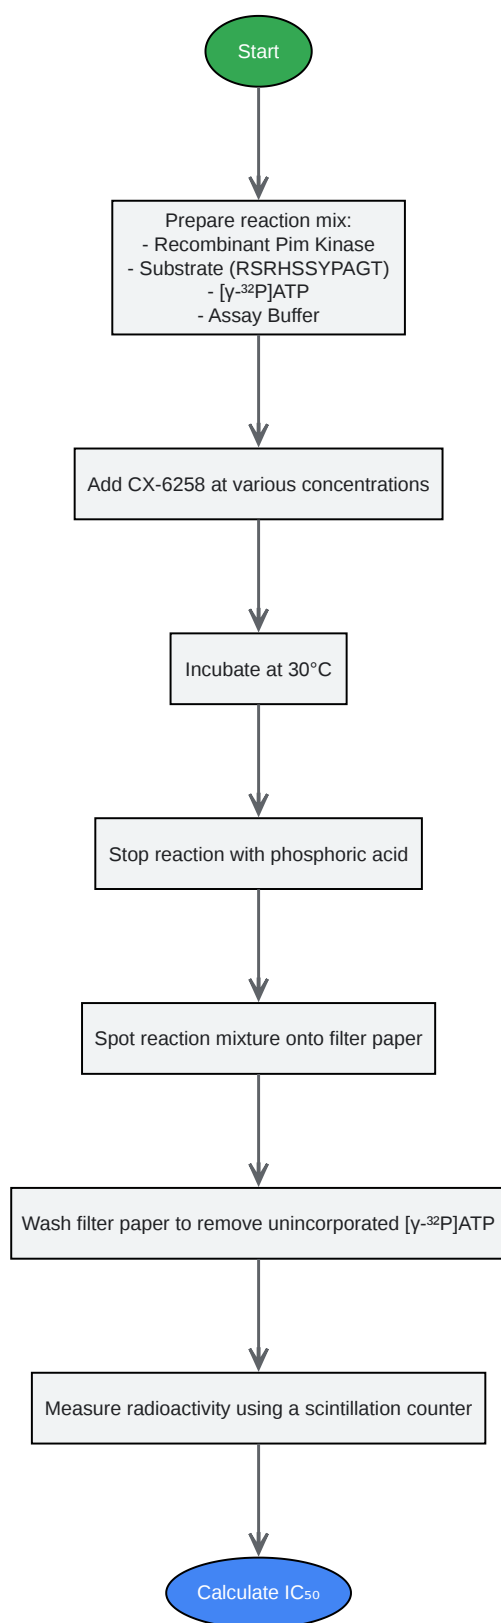 Start
Prepare reaction mix:
- Recombinant Pim Kinase
- Substrate (RSRHSSYPAGT)
- [γ-³²P]ATP
- Assay Buffer
Add CX-6258 at various concentrations
Incubate at 30°C
Stop reaction with phosphoric acid
Spot reaction mixture onto filter paper
Wash filter paper to remove unincorporated [γ-³²P]ATP
Measure radioactivity using a scintillation counter
Calculate IC₅₀